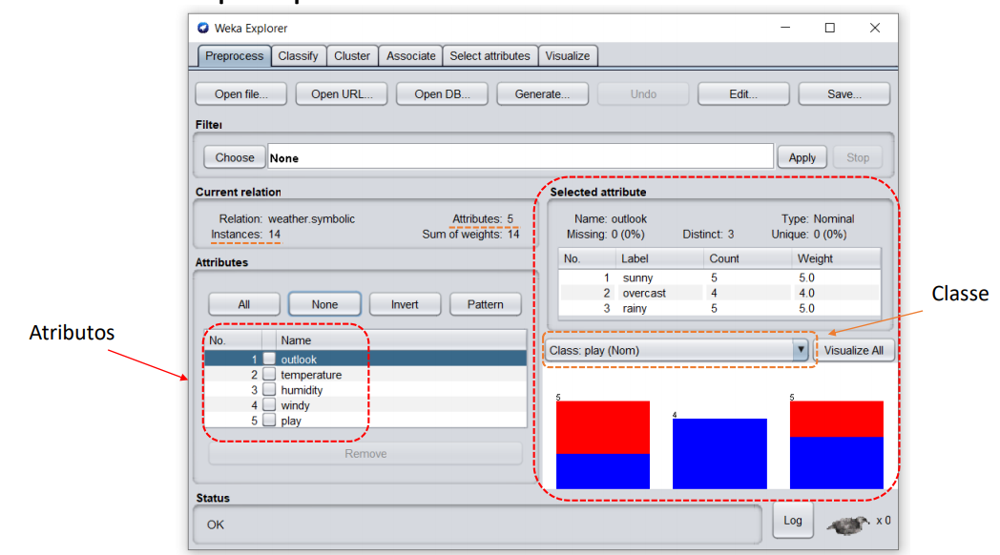 Weka Explorer
Preprocess Classify Cluster Associate Select attributes Visualize
Open file... Open URL... Open DB... Generate... Undo Edit... Save...
Filter
Choose None Apply Stop
Current relation
Relation: weather.symbolic Attributes: 5
Instances: 14 Sum of weights: 14
Selected attribute
Name: outlook Type: Nominal
Missing: 0 (0%) Distinct: 3 Unique: 0 (0%)
No. Label Count Weight
1 sunny 5 5.0
2 overcast 4 4.0
3 rainy 5 5.0
Classe
Attributes
All None Invert Pattern
Atributos
No. Name
1 outlook
2 temperature
3 humidity
4 windy
5 play
Remove
Class: play (Nom) Visualize All
5 4 5
Status
OK
Log x 0